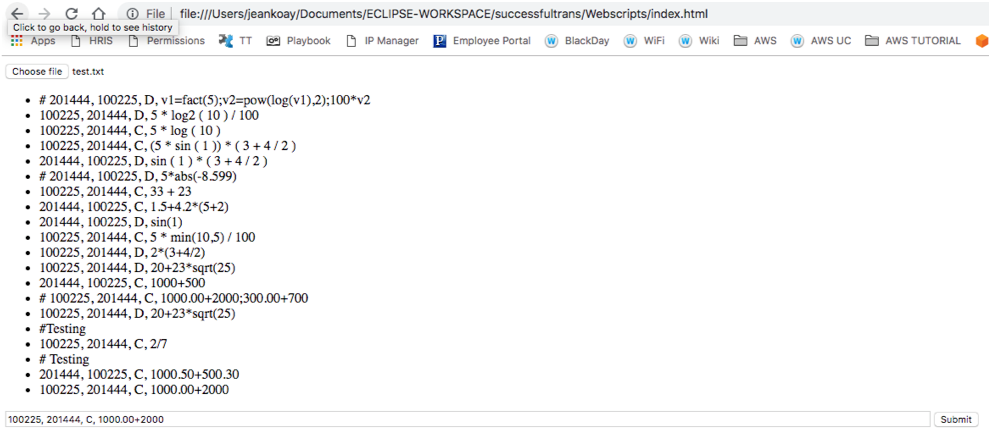 File file:///Users/jeankoay/Documents/ECLIPSE-WORKSPACE/successfultrans/Webscripts/index.html
Click to go back, hold to see history
Apps HRIS Permissions TT Playbook IP Manager Employee Portal BlackDay WiFi Wiki AWS AWS UC AWS TUTORIAL
Choose file test.txt
# 201444, 100225, D, v1=fact(5);v2=pow(log(v1),2);100*v2
100225, 201444, D, 5 * log2 ( 10 ) / 100
100225, 201444, C, 5 * log ( 10 )
100225, 201444, C, (5 * sin ( 1 )) * ( 3 + 4 / 2 )
201444, 100225, D, sin ( 1 ) * ( 3 + 4 / 2 )
# 201444, 100225, D, 5*abs(-8.599)
100225, 201444, C, 33 + 23
100225, 201444, C, 1.5+4.2*(5+2)
201444, 100225, D, sin(1)
100225, 201444, C, 5 * min(10,5) / 100
100225, 201444, D, 2*(3+4/2)
100225, 201444, D, 20+23*sqrt(25)
201444, 100225, C, 1000+500
# 100225, 201444, C, 1000.00+2000;300.00+700
100225, 201444, D, 20+23*sqrt(25)
#Testing
100225, 201444, C, 2/7
# Testing
201444, 100225, C, 1000.50+500.30
100225, 201444, C, 1000.00+2000
100225, 201444, C, 1000.00+2000 Submit